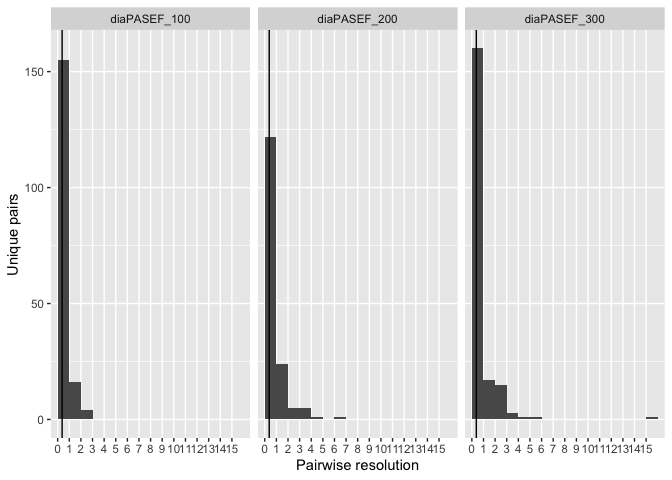 diaPASEF_100 diaPASEF_200 diaPASEF_300
150
100
50
0
0 1 2 3 4 5 6 7 8 9 10 11 12 13 14 15 0 1 2 3 4 5 6 7 8 9 10 11 12 13 14 15 0 1 2 3 4 5 6 7 8 9 10 11 12 13 14 15
Pairwise resolution
Unique pairs